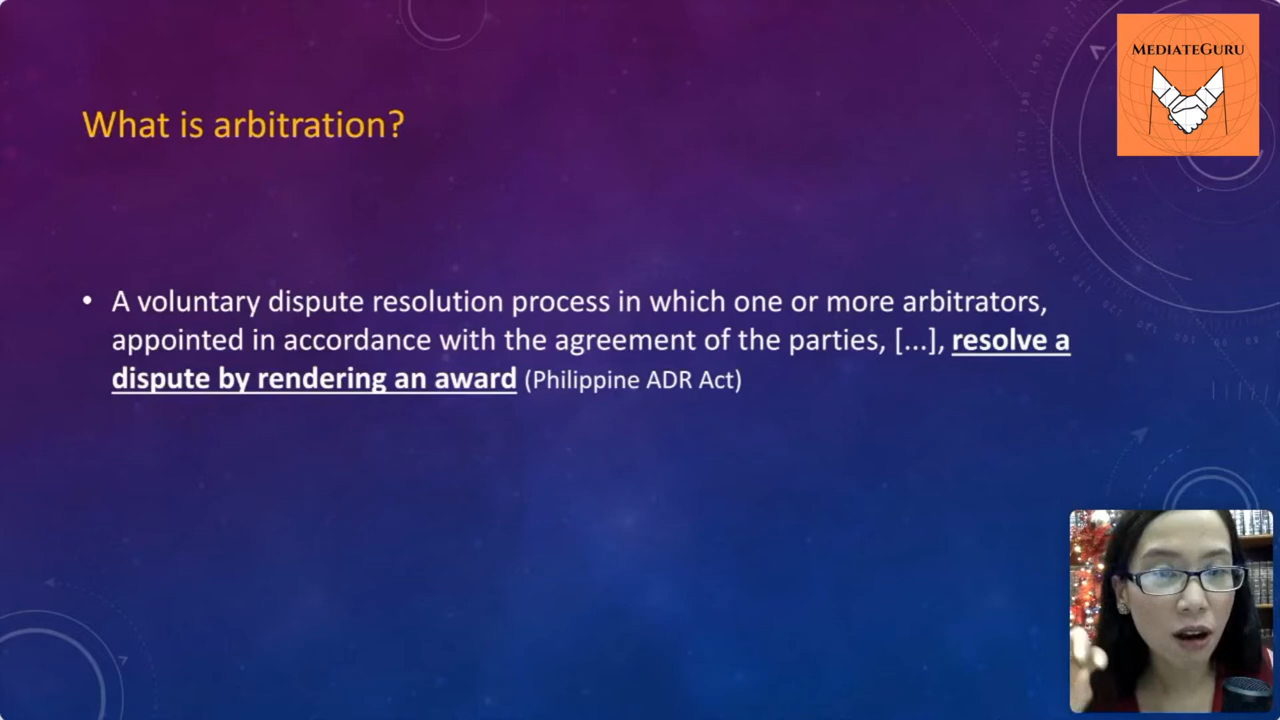 MEDIATEGURU
What is arbitration?
• A voluntary dispute resolution process in which one or more arbitrators,
appointed in accordance with the agreement of the parties, [...], resolve a
dispute by rendering an award (Philippine ADR Act)